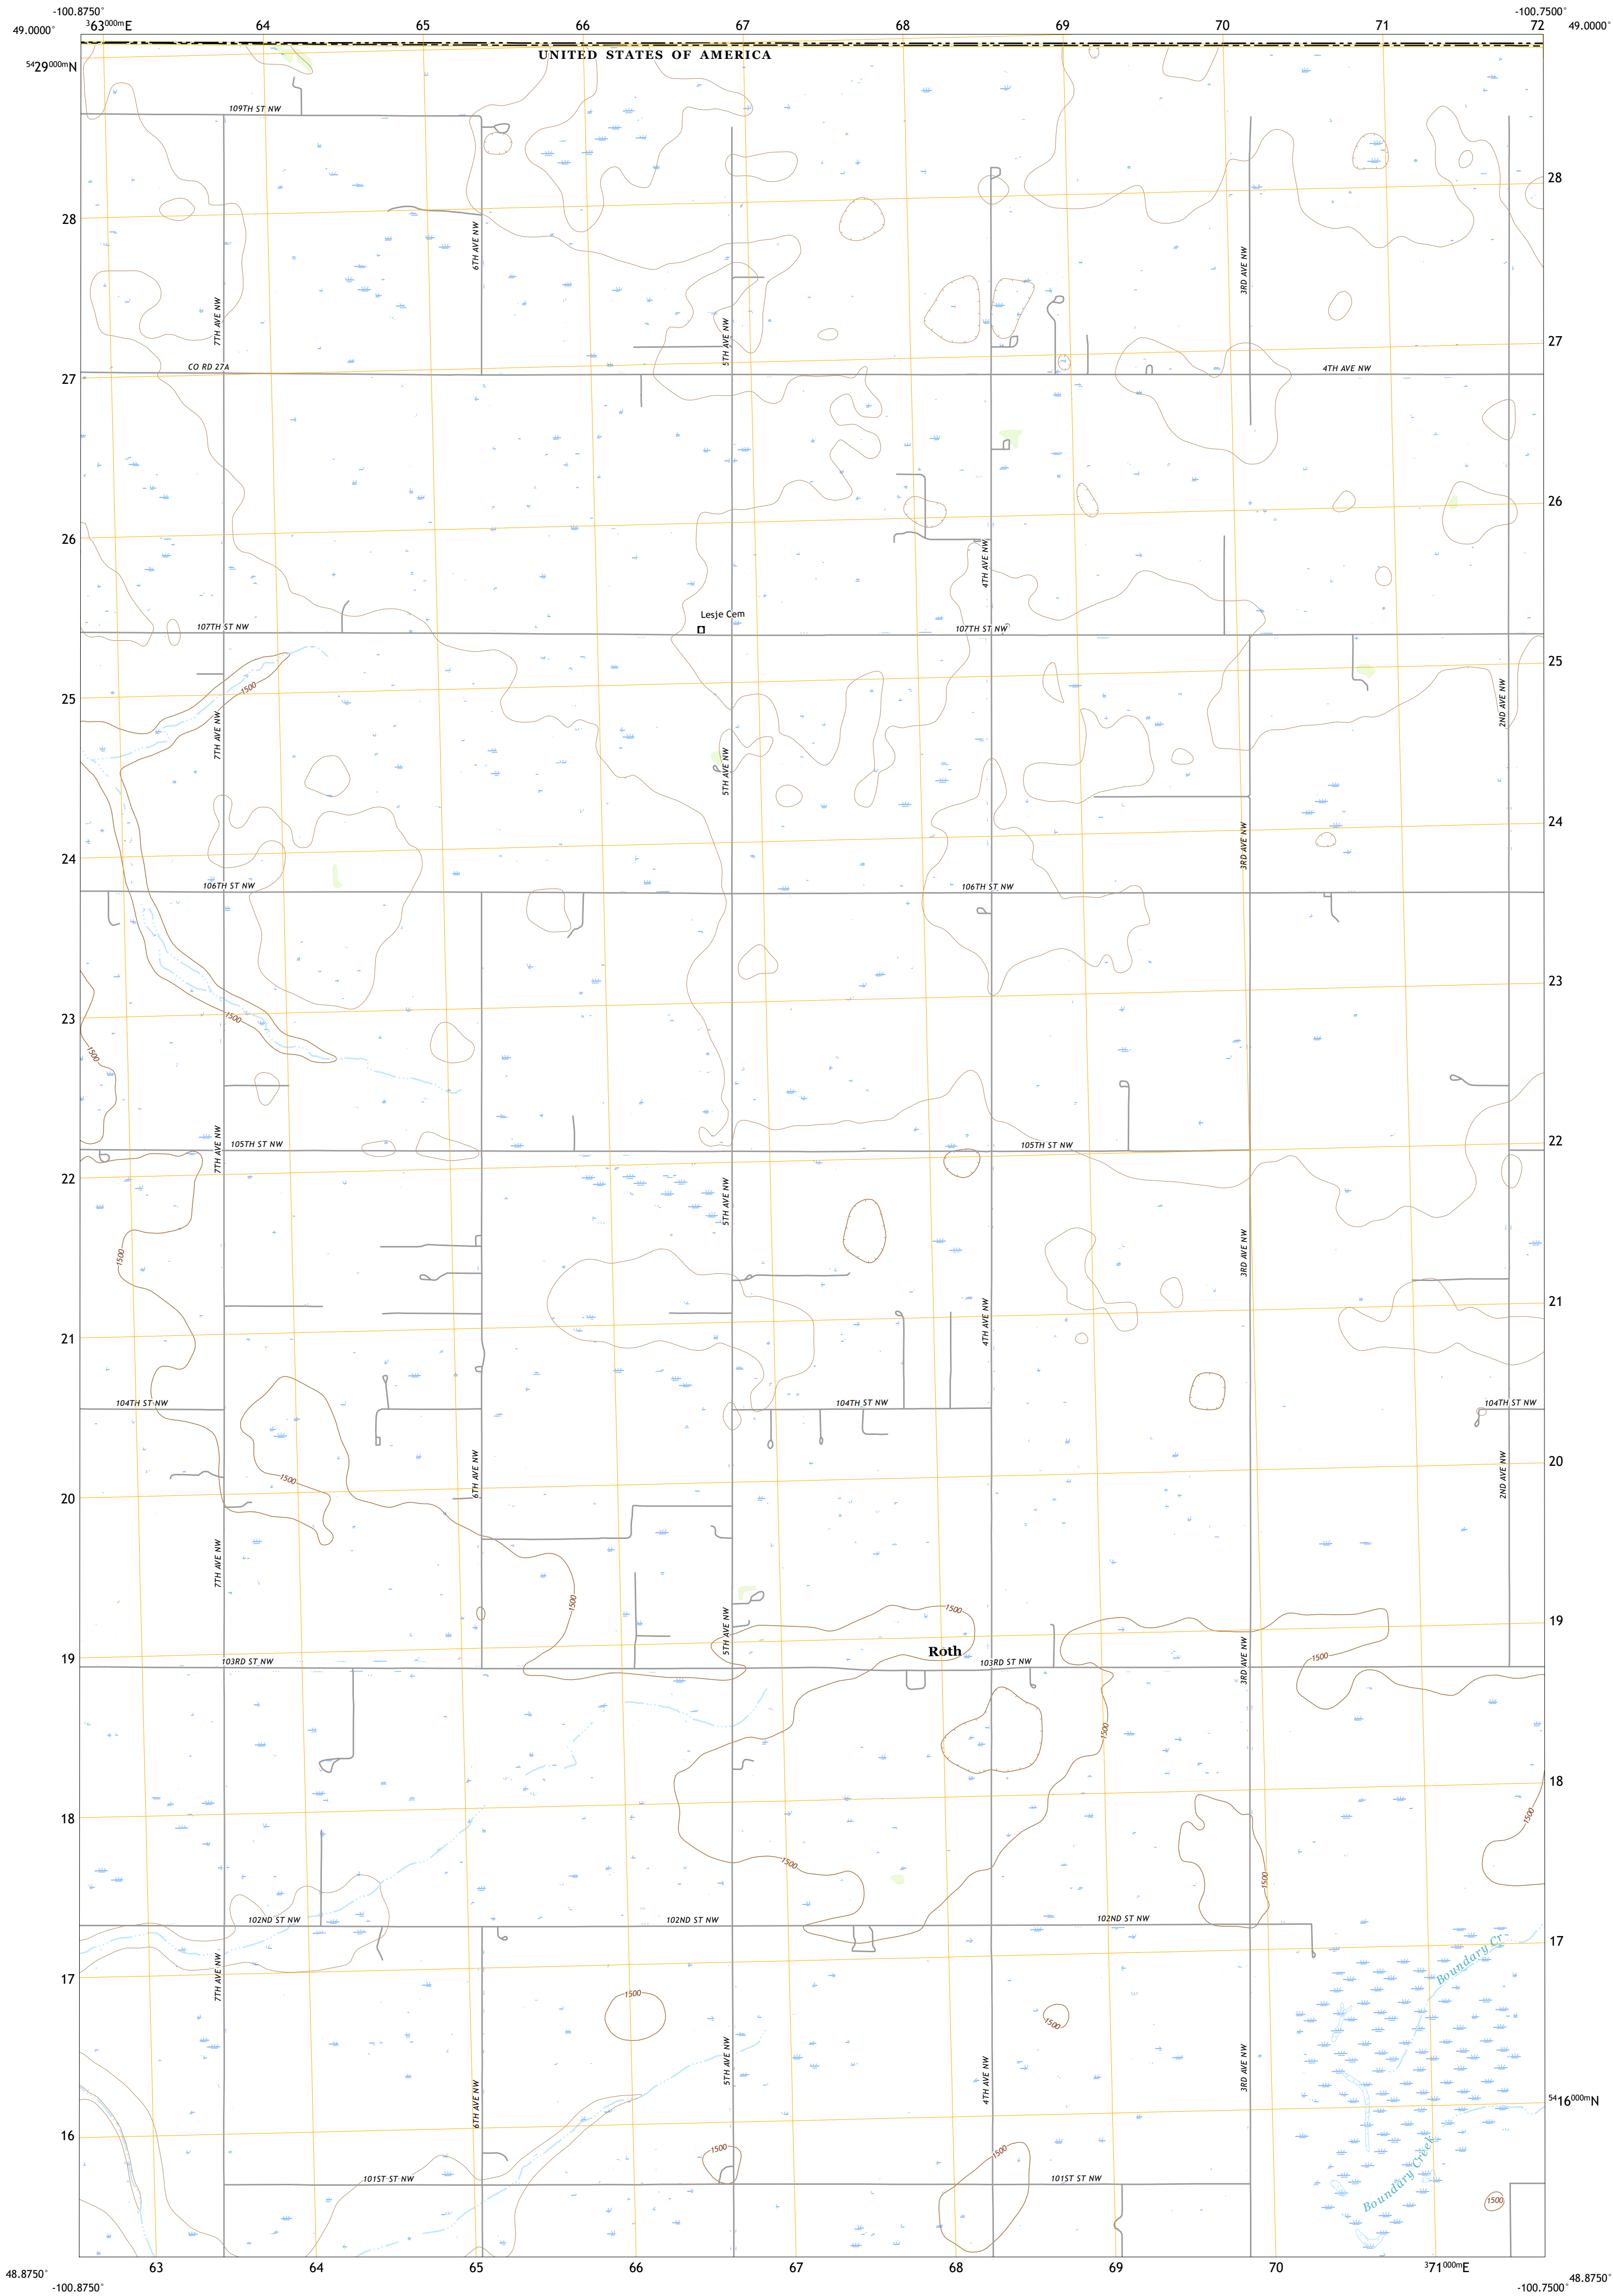 -100.8750°
-100.7500°
49.0000°
363000mE 64 65 66 67 68 69 70 71 72
49.0000°
5429000mN
UNITED STATES OF AMERICA
109TH ST NW
28
28
6TH AVE NW
3RD AVE NW
7TH AVE NW
5TH AVE NW
27
CO RD 27A
4TH AVE NW
27
26
26
4TH AVE NW
Lesje Cem
107TH ST NW
107TH ST NW
25
1500
25
2ND AVE NW
7TH AVE NW
5TH AVE NW
24
3RD AVE NW
24
106TH ST NW
106TH ST NW
23
23
1500
1500
22
105TH ST NW
105TH ST NW
7TH AVE NW
22
5TH AVE NW
1500
3RD AVE NW
21
4TH AVE NW
21
104TH ST NW
104TH ST NW
104TH ST NW
20
1500
6TH AVE NW
2ND AVE NW
20
7TH AVE NW
1500
1500
19
5TH AVE NW
Roth
1500
19
103RD ST NW
103RD ST NW
3RD AVE NW
1500
18
1500
18
1500
1500
102ND ST NW
102ND ST NW
102ND ST NW
17
Boundary Cr
7TH AVE NW
17
1500
1500
5TH AVE NW
4TH AVE NW
3RD AVE NW
6TH AVE NW
5416000mN
16
1500
1500
Boundary Creek
101ST ST NW
101ST ST NW
1500
63 64 65 66 67 68 69 70 371000mE
48.8750°
48.8750°
-100.8750°
-100.7500°